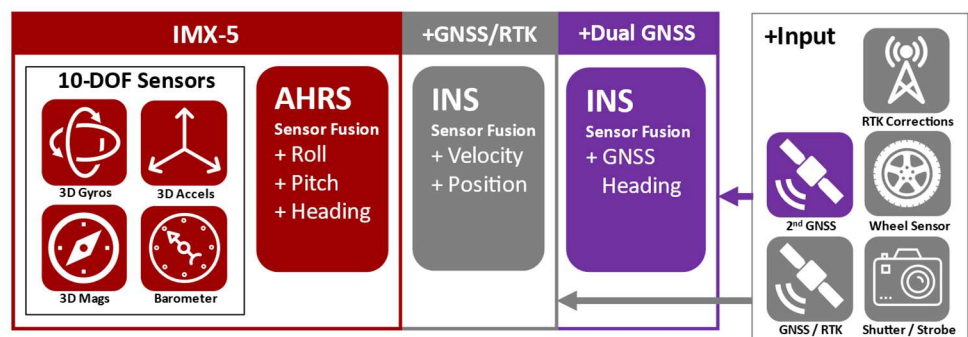 IMX-5
+GNSS/RTK
+Dual GNSS
10-DOF Sensors
3D Gyros
3D Accels
3D Mags
Barometer
AHRS
Sensor Fusion
+ Roll
+ Pitch
+ Heading
INS
Sensor Fusion
+ Velocity
+ Position
INS
Sensor Fusion
+ GNSS
Heading
+Input
RTK Corrections
2nd GNSS
Wheel Sensor
GNSS / RTK
Shutter / Strobe